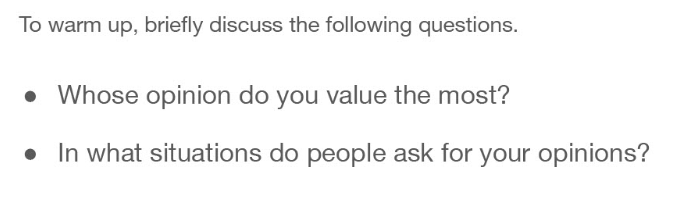 To warm up, briefly discuss the following questions.
● Whose opinion do you value the most?
● In what situations do people ask for your opinions?